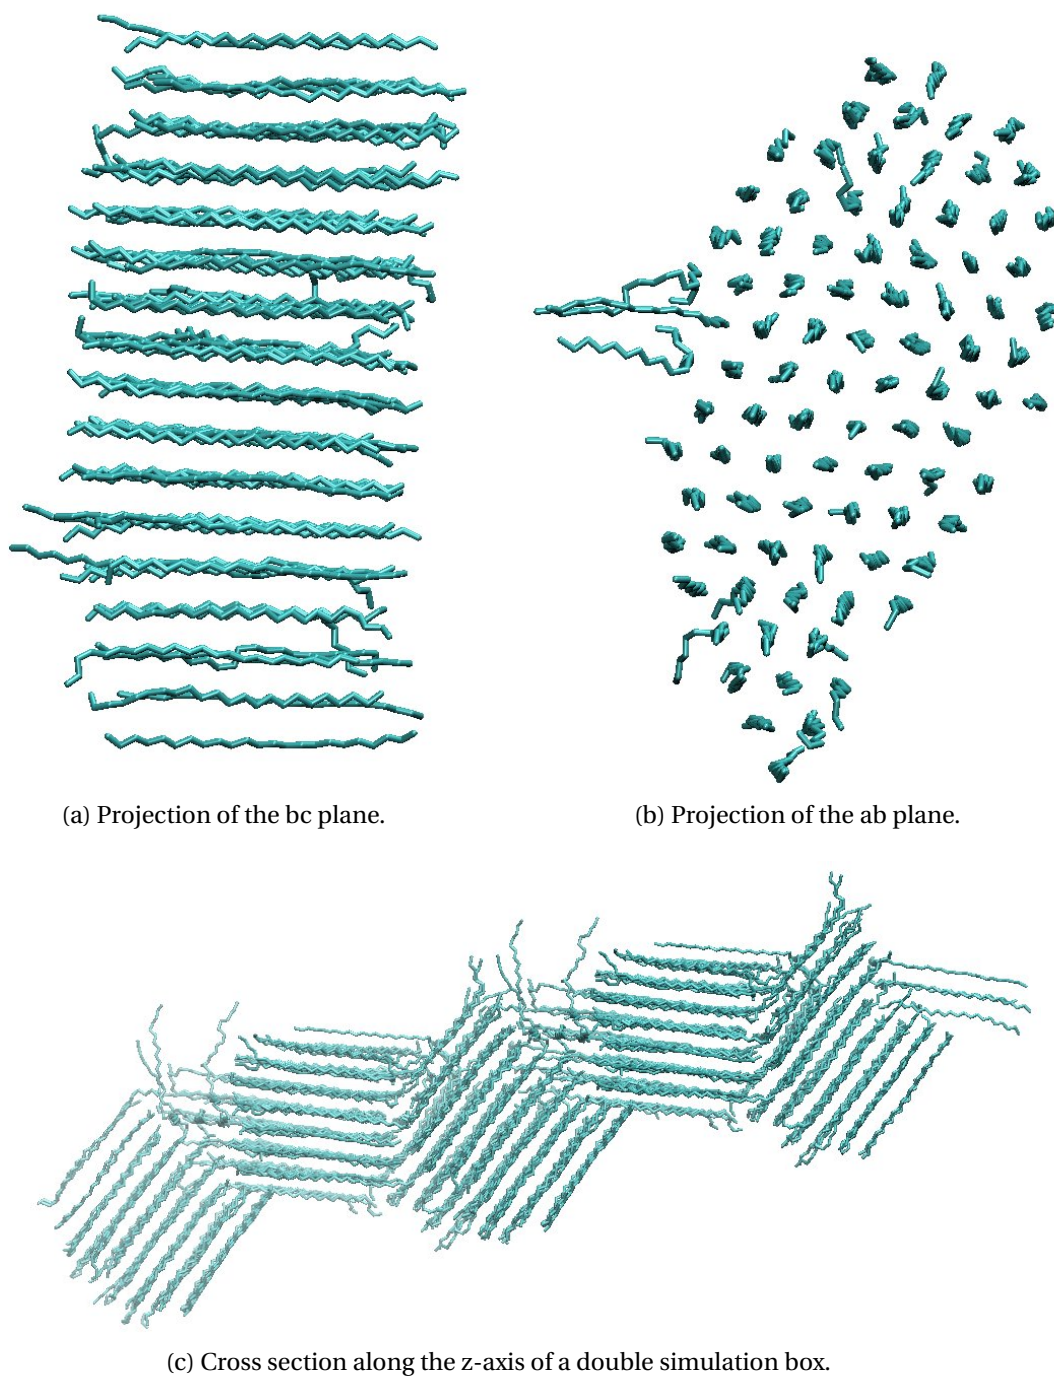 (a) Projection of the bc plane.
(b) Projection of the ab plane.
(c) Cross section along the z-axis of a double simulation box.